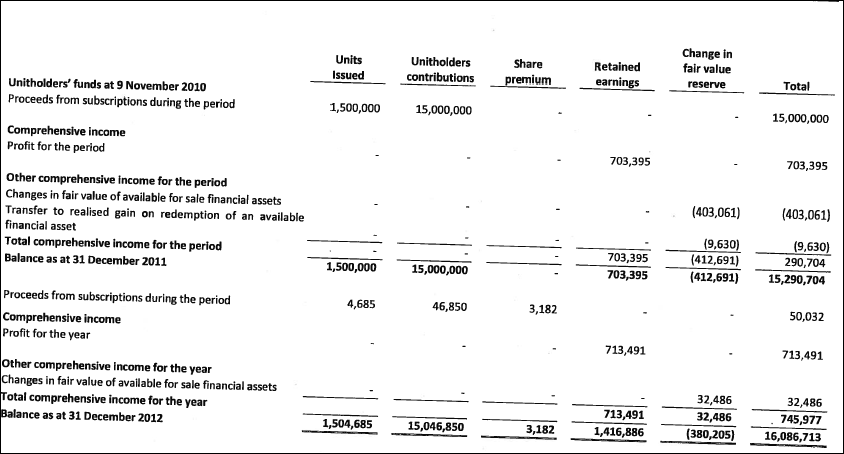 Units Issued Unitholders contributions Share premium Retained earnings Change in fair value reserve Total
Unitholders' funds at 9 November 2010
Proceeds from subscriptions during the period 1,500,000 15,000,000 - - - 15,000,000
Comprehensive income
Profit for the period - - - 703,395 - 703,395
Other comprehensive income for the period
Changes in fair value of available for sale financial assets - - - - (403,061) (403,061)
Transfer to realised gain on redemption of an available
financial asset - - - - (9,630) (9,630)
Total comprehensive income for the period - - - 703,395 (412,691) 290,704
Balance as at 31 December 2011 1,500,000 15,000,000 703,395 (412,691) 15,290,704
Proceeds from subscriptions during the period 4,685 46,850 3,182 - - 50,032
Comprehensive income
Profit for the year - - - 713,491 - 713,491
Other comprehensive income for the year
Changes in fair value of available for sale financial assets - - - - 32,486 32,486
Total comprehensive income for the year 713,491 32,486 745,977
Balance as at 31 December 2012 1,504,685 15,046,850 3,182 1,416,886 (380,205) 16,086,713